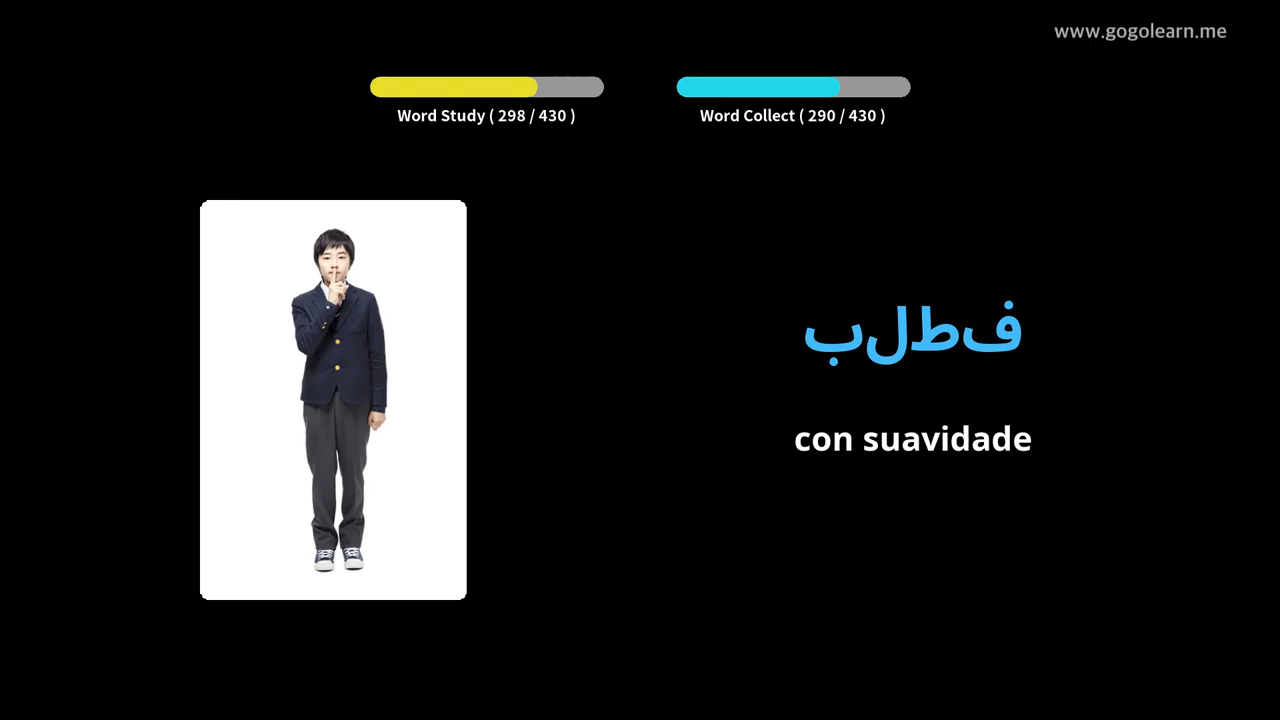 www.gogolearn.me
Word Study ( 298 / 430 )
Word Collect ( 290 / 430 )
فطلب
con suavidade